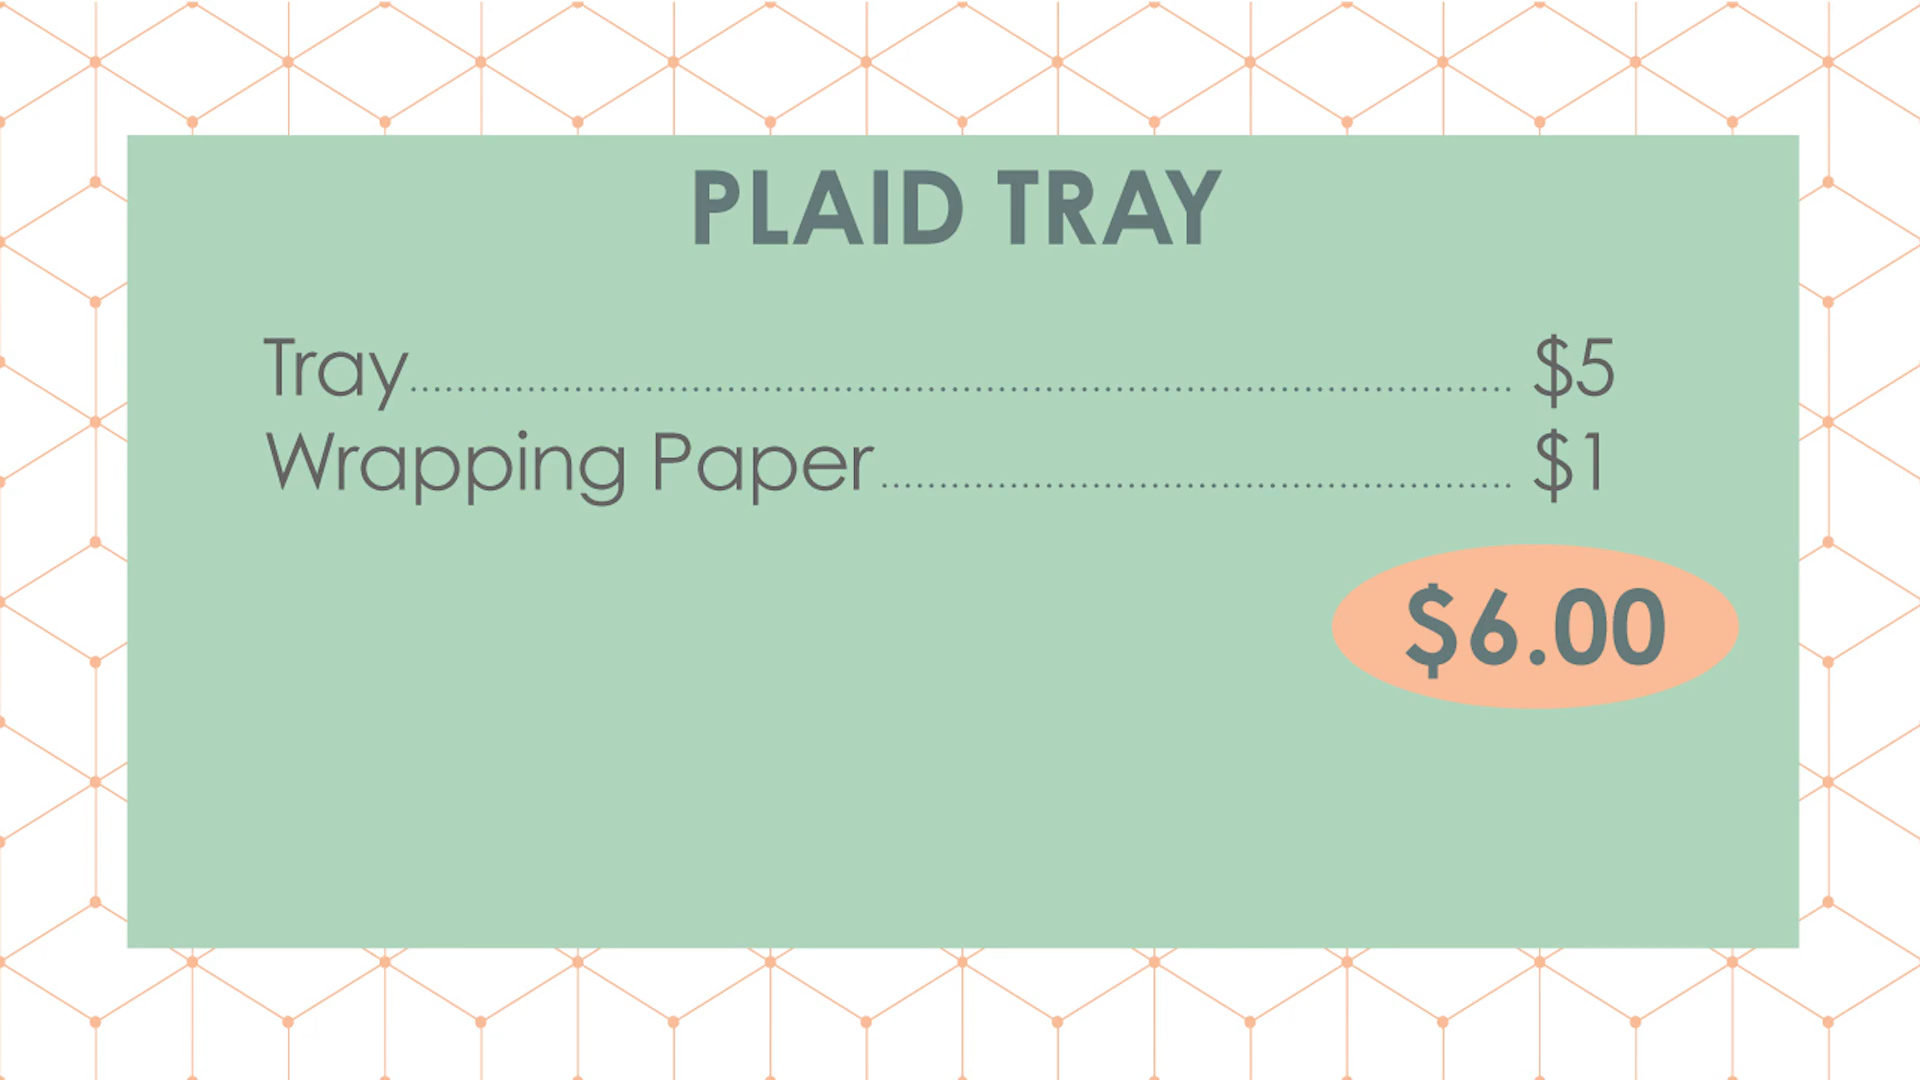 PLAID TRAY
Tray........................................................................................ $5
Wrapping Paper.................................................. $1
$6.00